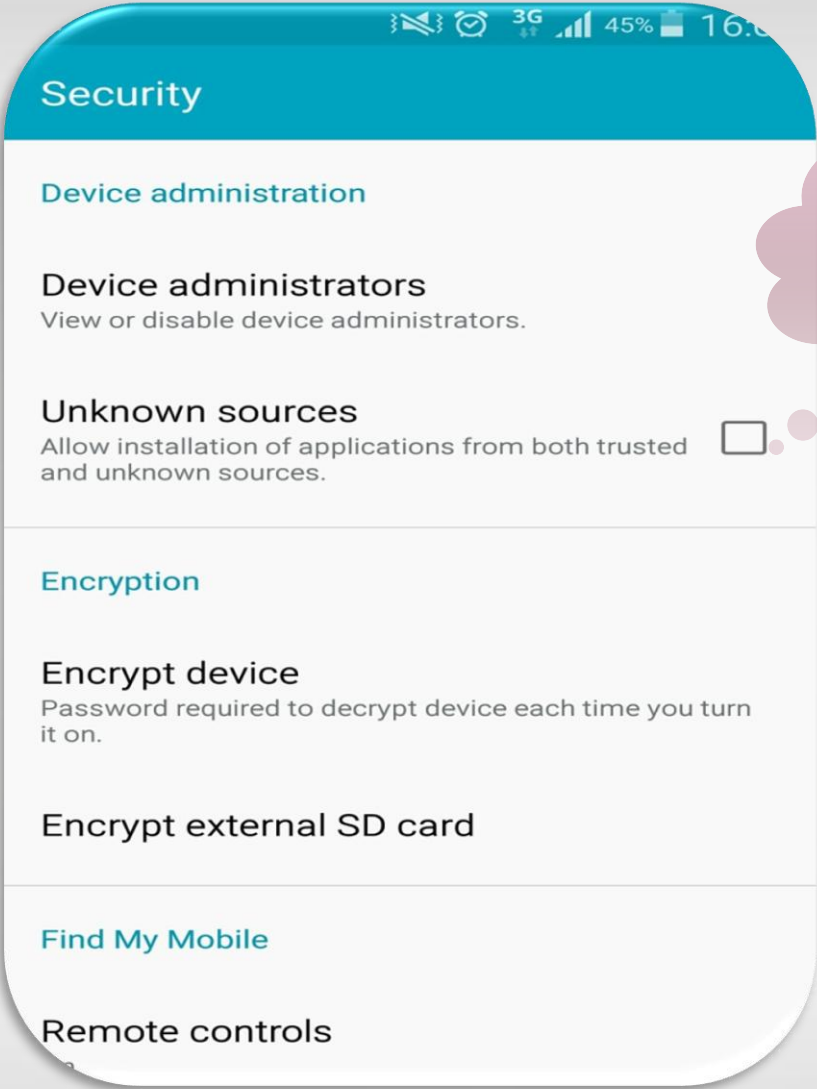 3G 45%
Security
Device administration
Device administrators
View or disable device administrators.
Unknown sources
Allow installation of applications from both trusted
and unknown sources.
Encryption
Encrypt device
Password required to decrypt device each time you turn
it on.
Encrypt external SD card
Find My Mobile
Remote controls